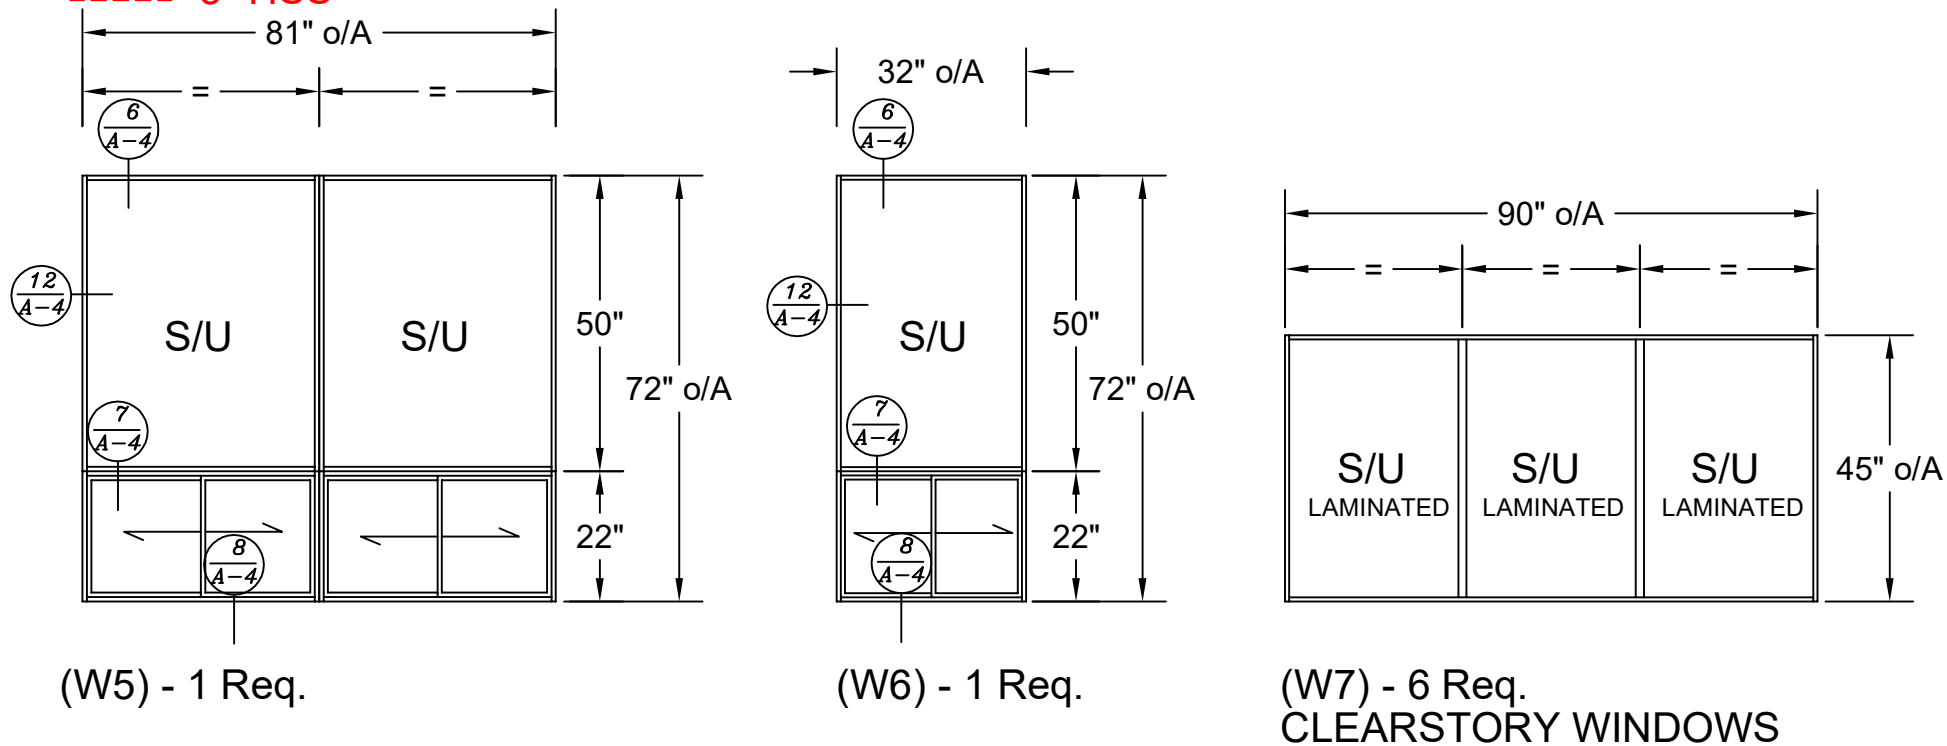 81" o/A
= =
6
A-4
12
A-4
S/U S/U
50"
72" o/A
7
A-4
22"
8
A-4
(W5) - 1 Req.
32" o/A
6
A-4
12
A-4
S/U
50"
72" o/A
7
A-4
22"
8
A-4
(W6) - 1 Req.
90" o/A
= = =
S/U S/U S/U
LAMINATED LAMINATED LAMINATED
45" o/A
(W7) - 6 Req.
CLEARSTORY WINDOWS